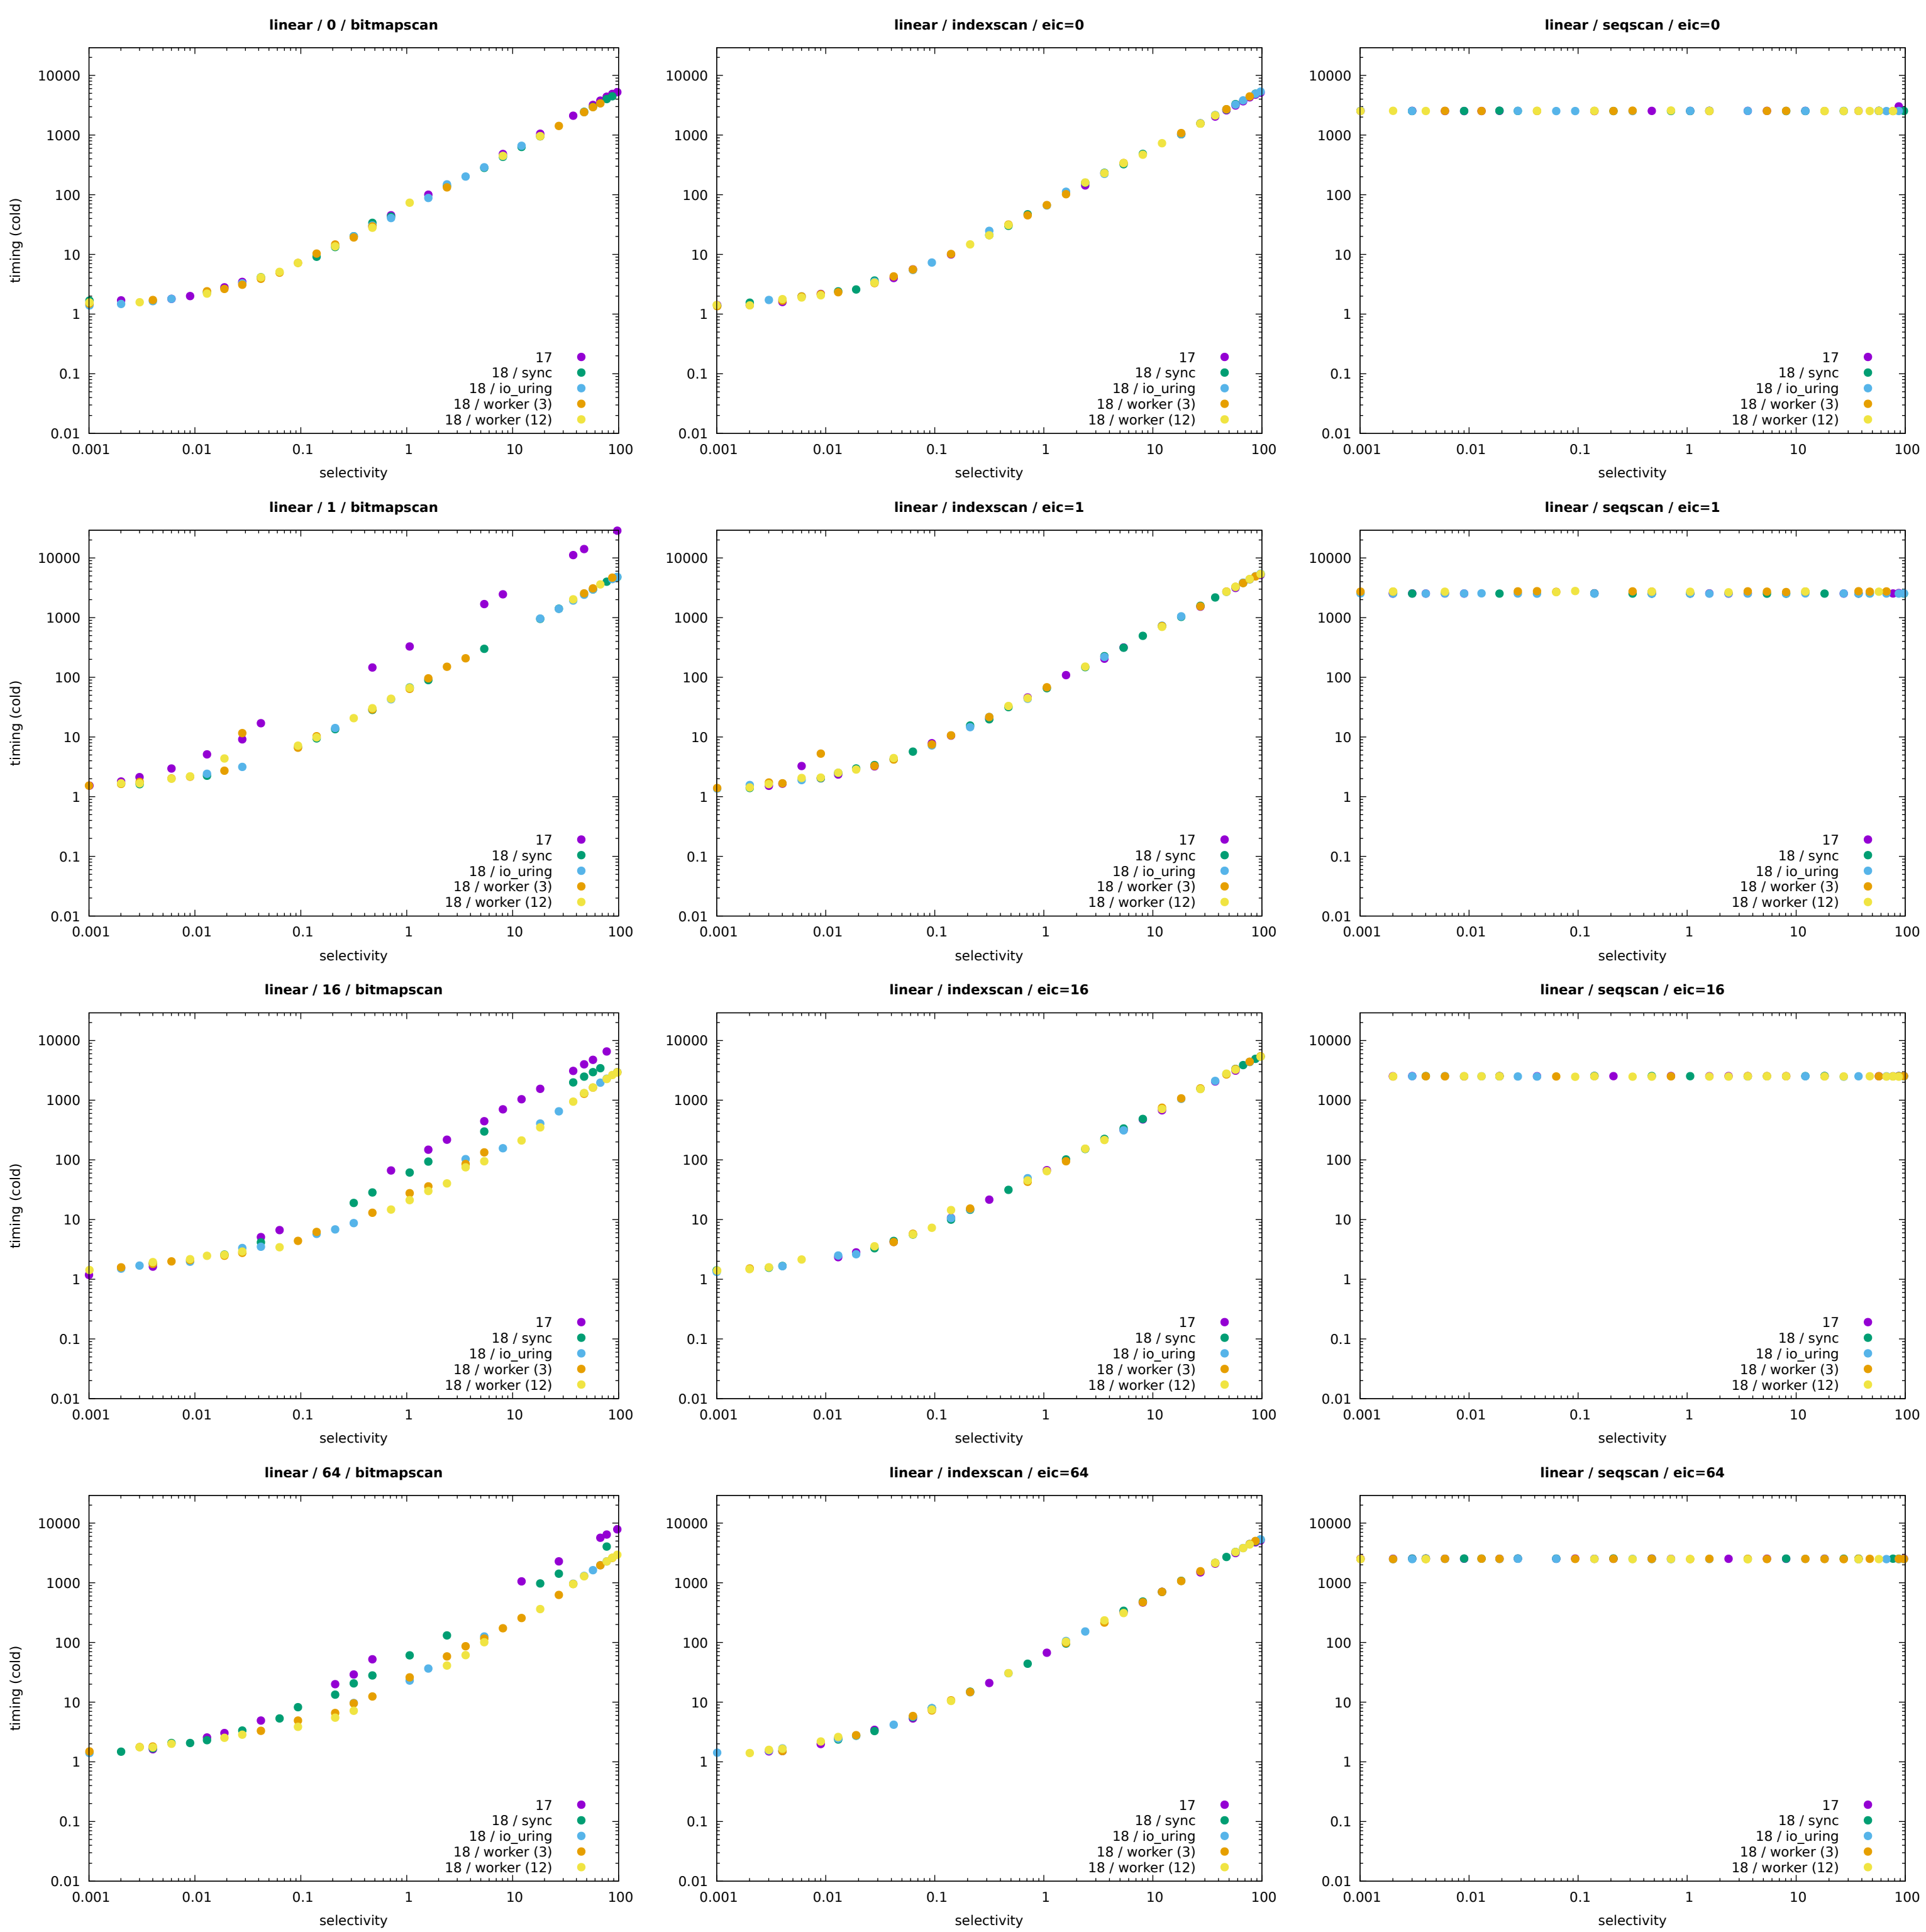 linear / 0 / bitmapscan
timing (cold)
10000
1000
100
10
1
0.1
0.01
0.001
0.01
0.1
1
10
100
selectivity
17
18 / sync
18 / io_uring
18 / worker (3)
18 / worker (12)
linear / indexscan / eic=0
10000
1000
100
10
1
0.1
0.01
0.001
0.01
0.1
1
10
100
selectivity
17
18 / sync
18 / io_uring
18 / worker (3)
18 / worker (12)
linear / seqscan / eic=0
10000
1000
100
10
1
0.1
0.01
0.001
0.01
0.1
1
10
100
selectivity
17
18 / sync
18 / io_uring
18 / worker (3)
18 / worker (12)
linear / 1 / bitmapscan
timing (cold)
10000
1000
100
10
1
0.1
0.01
0.001
0.01
0.1
1
10
100
selectivity
17
18 / sync
18 / io_uring
18 / worker (3)
18 / worker (12)
linear / indexscan / eic=1
10000
1000
100
10
1
0.1
0.01
0.001
0.01
0.1
1
10
100
selectivity
17
18 / sync
18 / io_uring
18 / worker (3)
18 / worker (12)
linear / seqscan / eic=1
10000
1000
100
10
1
0.1
0.01
0.001
0.01
0.1
1
10
100
selectivity
17
18 / sync
18 / io_uring
18 / worker (3)
18 / worker (12)
linear / 16 / bitmapscan
timing (cold)
10000
1000
100
10
1
0.1
0.01
0.001
0.01
0.1
1
10
100
selectivity
17
18 / sync
18 / io_uring
18 / worker (3)
18 / worker (12)
linear / indexscan / eic=16
10000
1000
100
10
1
0.1
0.01
0.001
0.01
0.1
1
10
100
selectivity
17
18 / sync
18 / io_uring
18 / worker (3)
18 / worker (12)
linear / seqscan / eic=16
10000
1000
100
10
1
0.1
0.01
0.001
0.01
0.1
1
10
100
selectivity
17
18 / sync
18 / io_uring
18 / worker (3)
18 / worker (12)
linear / 64 / bitmapscan
timing (cold)
10000
1000
100
10
1
0.1
0.01
0.001
0.01
0.1
1
10
100
selectivity
17
18 / sync
18 / io_uring
18 / worker (3)
18 / worker (12)
linear / indexscan / eic=64
10000
1000
100
10
1
0.1
0.01
0.001
0.01
0.1
1
10
100
selectivity
17
18 / sync
18 / io_uring
18 / worker (3)
18 / worker (12)
linear / seqscan / eic=64
10000
1000
100
10
1
0.1
0.01
0.001
0.01
0.1
1
10
100
selectivity
17
18 / sync
18 / io_uring
18 / worker (3)
18 / worker (12)